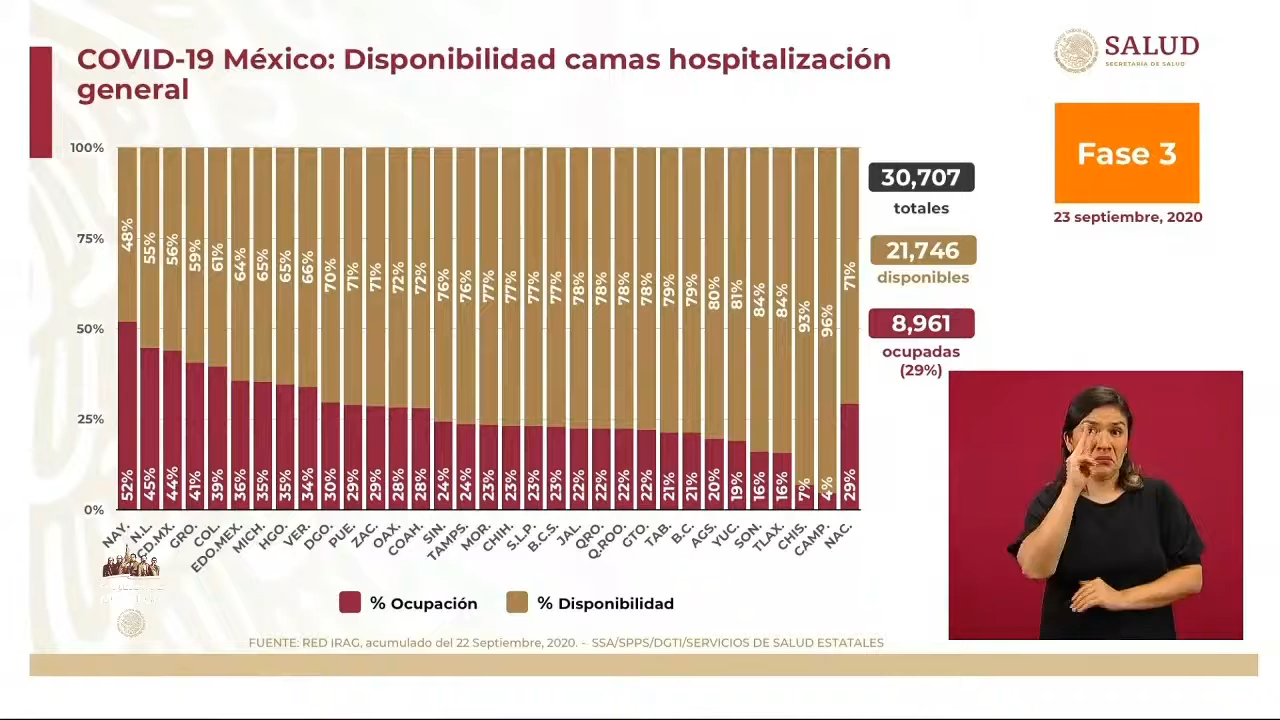 COVID-19 México: Disponibilidad camas hospitalización
general
SALUD
SECRETARÍA DE SALUD
Fase 3
23 septiembre, 2020
100%
75%
50%
25%
0%
48% 55% 56% 59% 61% 64% 65% 65% 66% 70% 71% 71% 72% 72% 76% 76% 77% 77% 77% 77% 78% 78% 78% 78% 79% 79% 80% 81% 84% 84% 93% 96% 71%
52% 45% 44% 41% 39% 36% 35% 35% 34% 30% 29% 29% 28% 28% 24% 24% 23% 23% 23% 23% 22% 22% 22% 22% 21% 21% 20% 19% 16% 16% 7% 4% 29%
NAY. N.L. CD.MX. GRO. COL. EDO.MEX. MICH. HGO. VER. DGO. PUE. ZAC. OAX. COAH. SIN. TAMPS. MOR. CHIH. S.L.P. B.C.S. JAL. QRO. Q.ROO. GTO. TAB. B.C. AGS. YUC. SON. TLAX. CHIS. CAMP. NAC.
30,707
totales
21,746
disponibles
8,961
ocupadas
(29%)
% Ocupación
% Disponibilidad
FUENTE: RED IRAG, acumulado del 22 Septiembre, 2020. - SSA/SPPS/DGTI/SERVICIOS DE SALUD ESTATALES